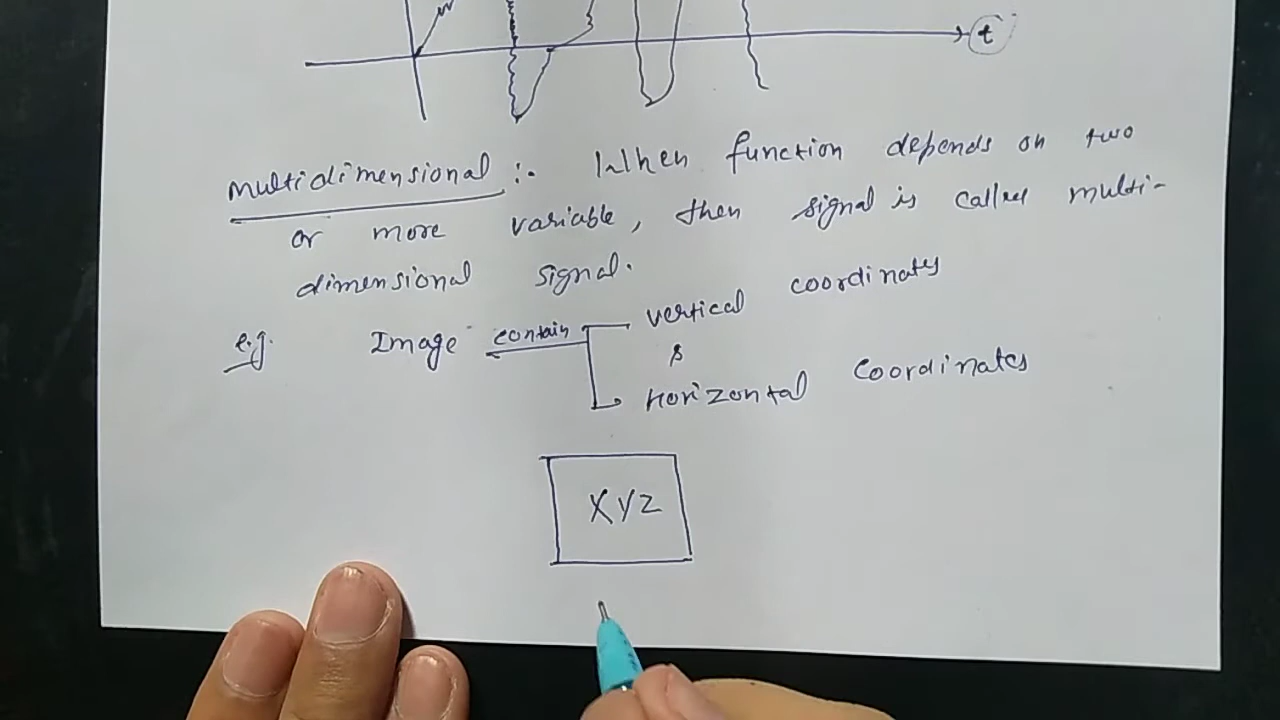 t
Multidimensional :- When function depends on two
or more variable, then signal is called multi-
dimensional signal.
e.g. Image contain vertical coordinates
&
Horizontal coordinates
XYZ